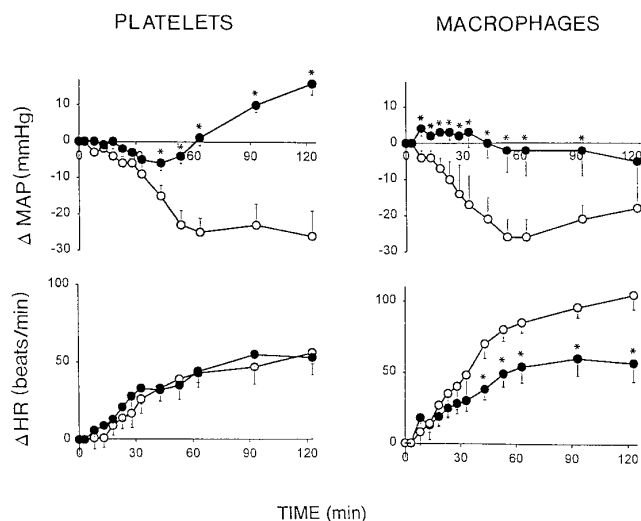 PLATELETS
MACROPHAGES
Δ MAP (mmHg)
10
0
-10
-20
-30
0 30 60 90 120
* * * * *
10
0
-10
-20
-30
0 30 60 90 120
* * * * * * * * * *
Δ HR (beats/min)
100
50
0
0 30 60 90 120
100
50
0
0 30 60 90 120
* * * * *
TIME (min)